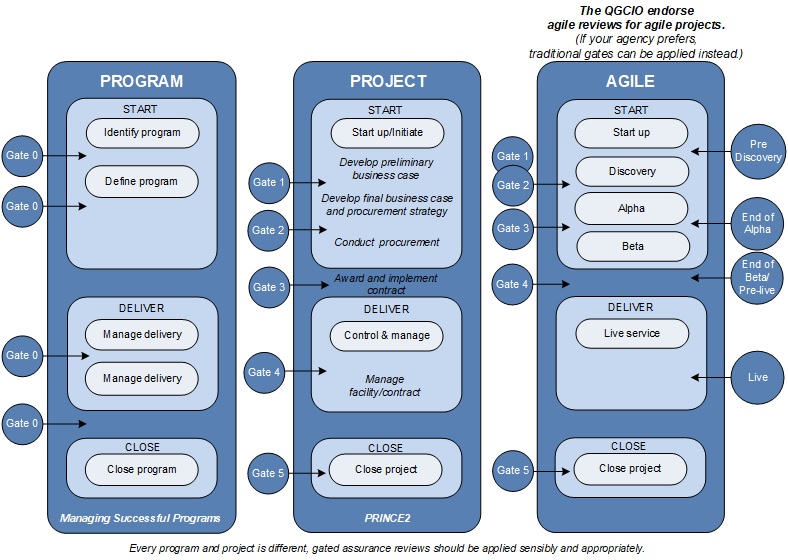 The QGCIO endorse
agile reviews for agile projects.
(If your agency prefers,
traditional gates can be applied instead.)
PROGRAM
START
Identify program
Gate 0
Define program
Gate 0
DELIVER
Manage delivery
Gate 0
Manage delivery
Gate 0
CLOSE
Close program
Managing Successful Programs
PROJECT
START
Start up/Initiate
Develop preliminary
business case
Gate 1
Develop final business case
and procurement strategy
Gate 2
Conduct procurement
Gate 3
Award and implement
contract
DELIVER
Control & manage
Gate 4
Manage
facility/contract
CLOSE
Gate 5
Close project
PRINCE2
AGILE
START
Start up
Gate 1
Pre
Discovery
Discovery
Gate 2
Alpha
Gate 3
End of
Alpha
Beta
Gate 4
End of
Beta/
Pre-live
DELIVER
Live service
Live
CLOSE
Gate 5
Close project
Every program and project is different, gated assurance reviews should be applied sensibly and appropriately.